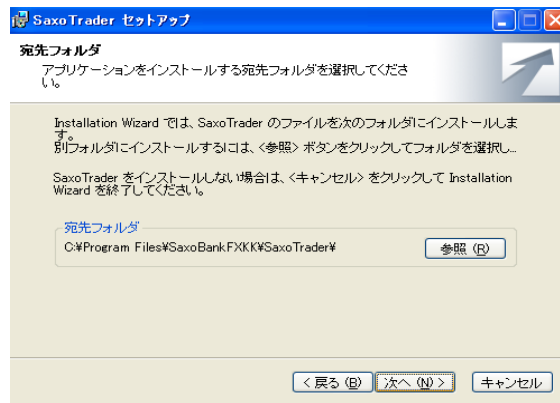 SaxoTrader セットアップ
宛先フォルダ
アプリケーションをインストールする宛先フォルダを選択してくださ
い。
Installation Wizard では、SaxoTrader のファイルを次のフォルダにインストールしま
す。
別フォルダにインストールするには、<参照> ボタンをクリックしてフォルダを選択し...
SaxoTrader をインストールしない場合は、<キャンセル> をクリックして Installation
Wizard を終了してください。
宛先フォルダ
C:¥Program Files¥SaxoBankFXKK¥SaxoTrader¥
参照 (R)
< 戻る (B)
次へ (N) >
キャンセル